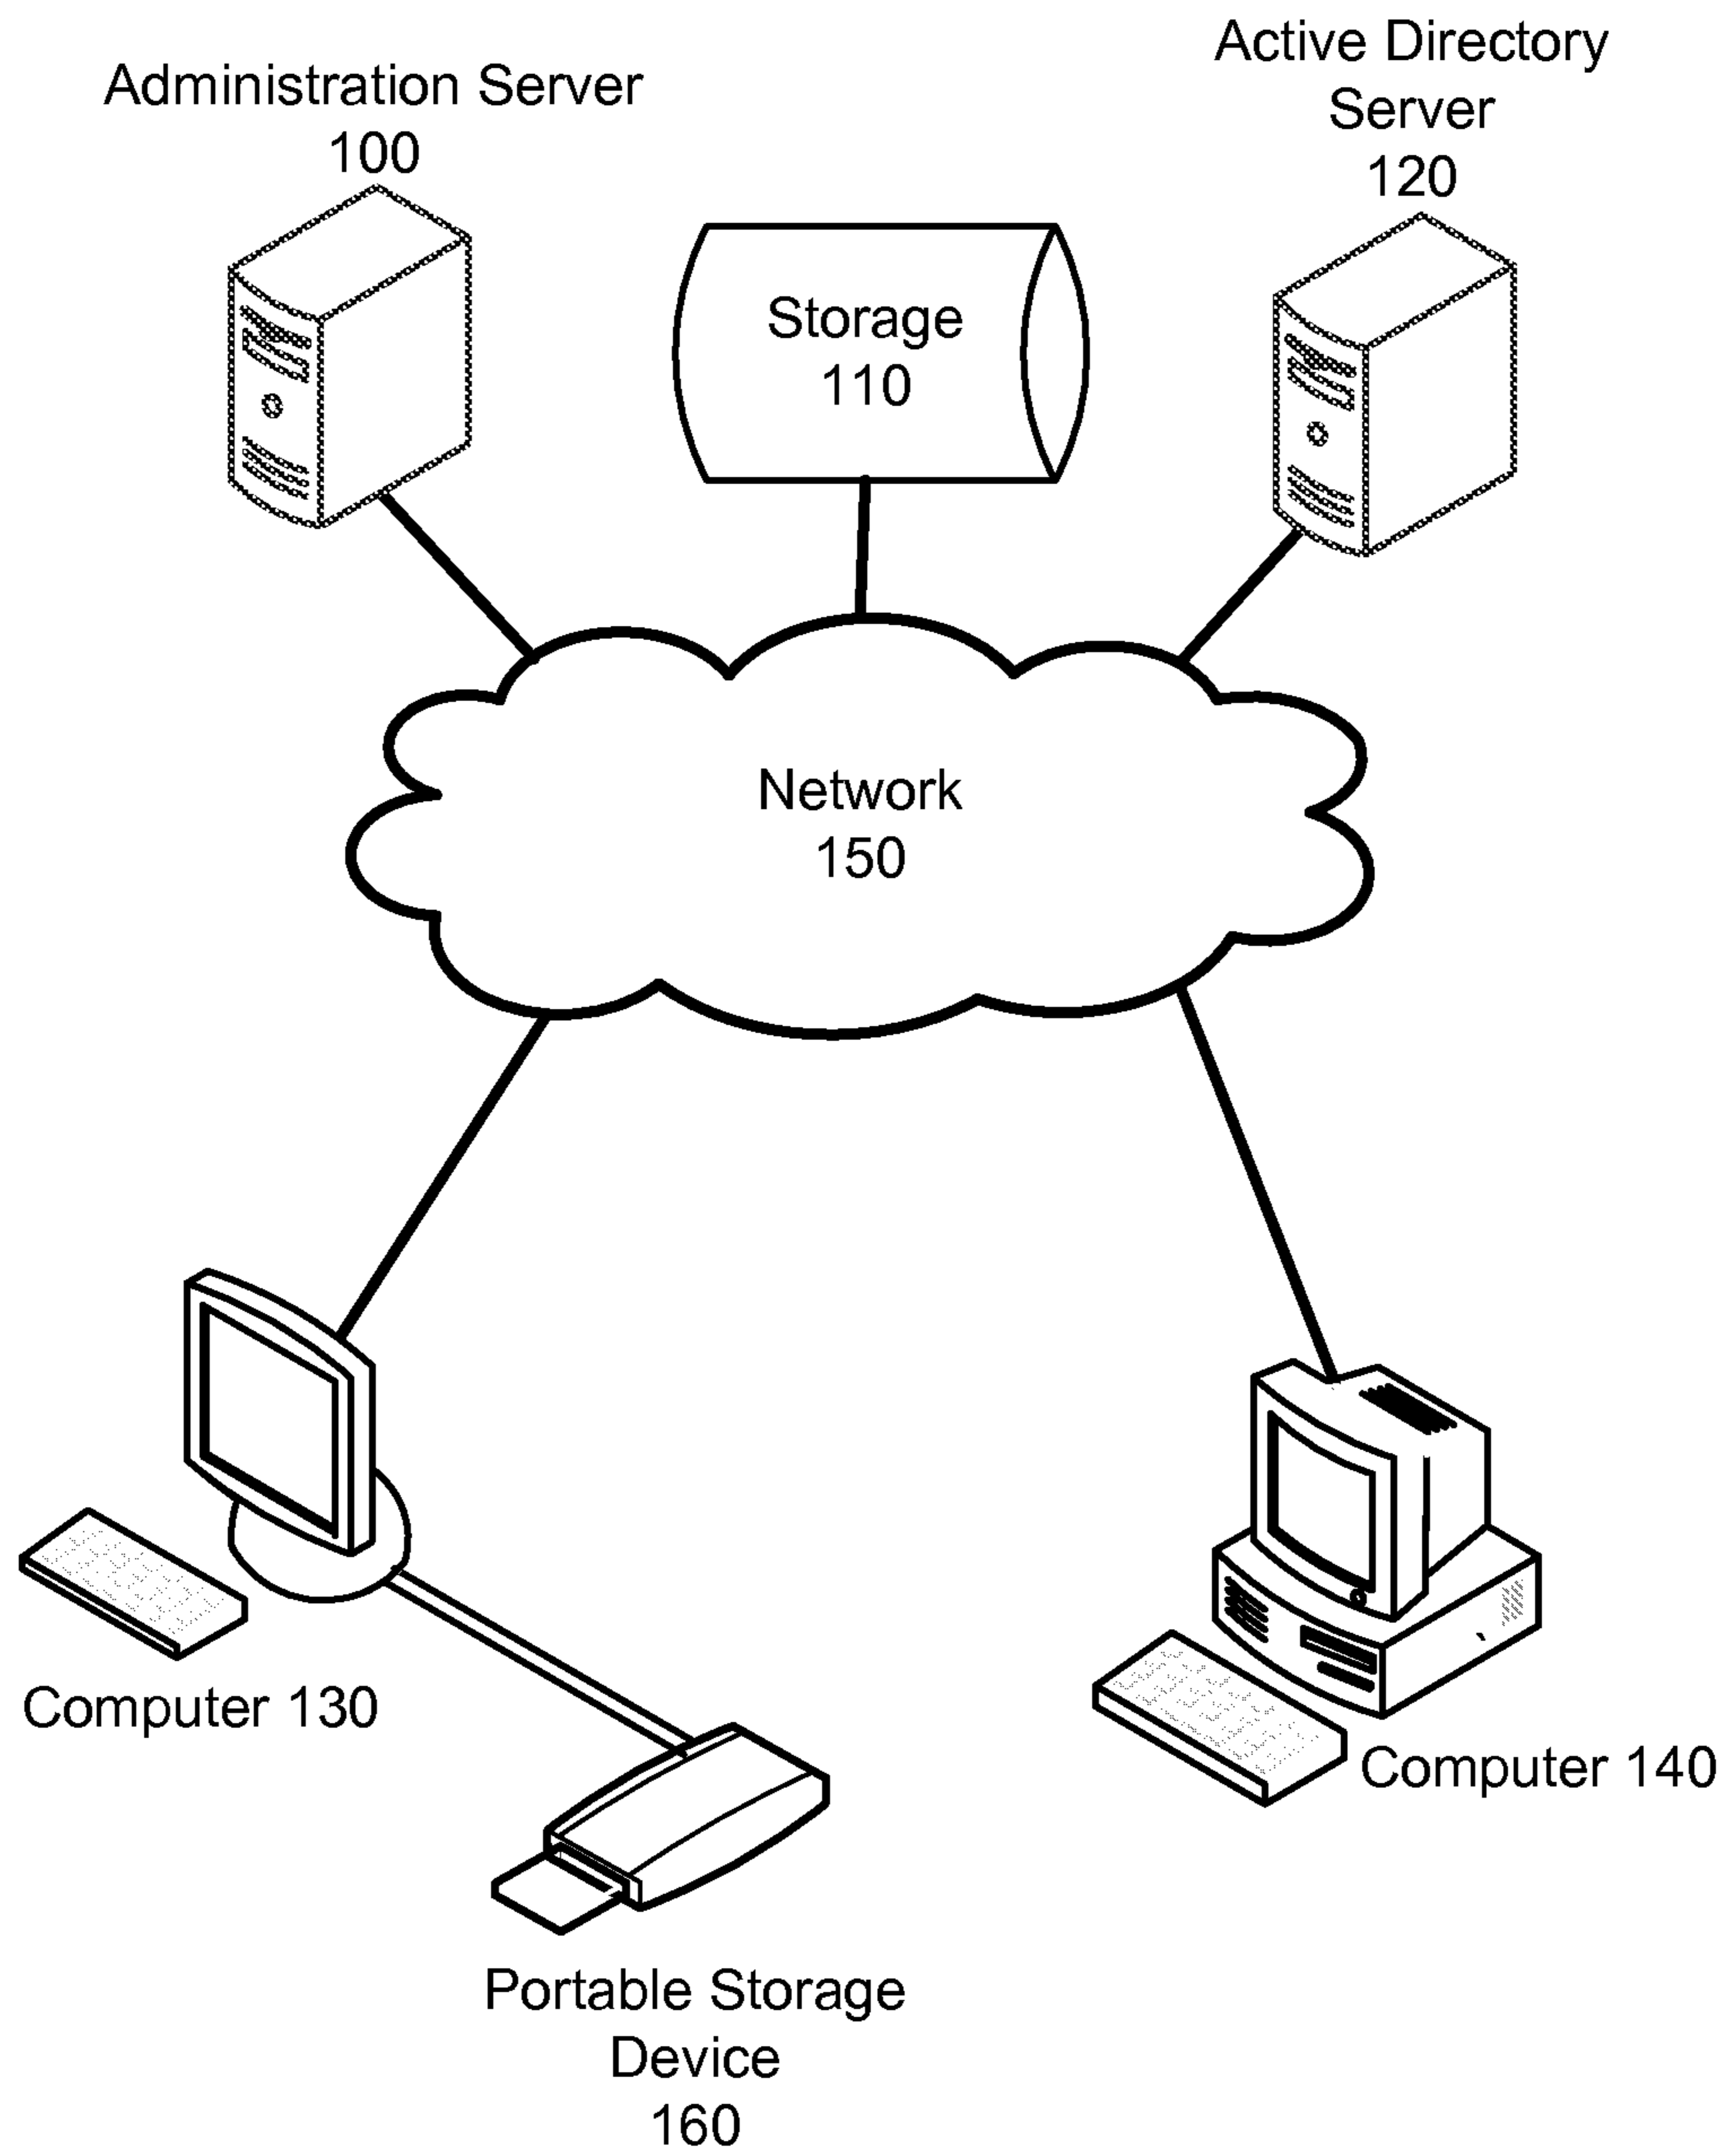 Administration Server
100
Storage
110
Active Directory
Server
120
Network
150
Computer 130
Computer 140
Portable Storage
Device
160